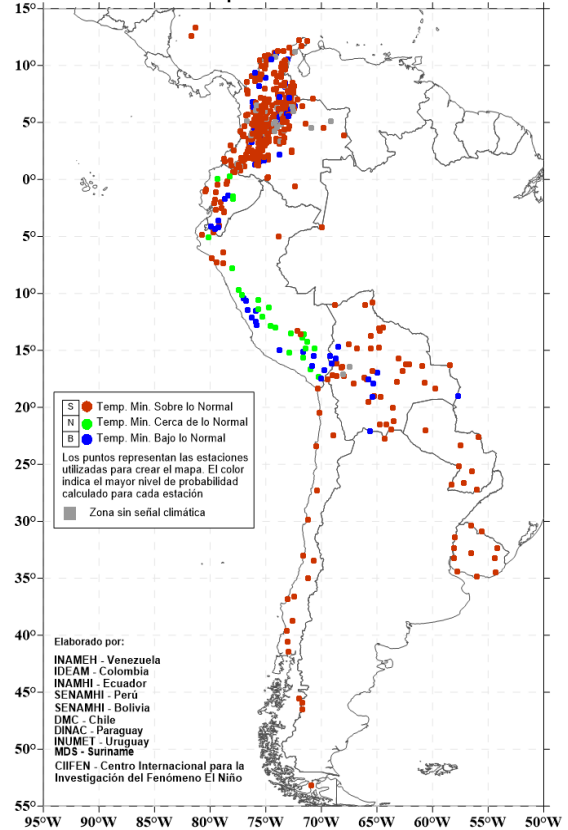 15°
10°
5°
0°
5°
10°
15°
20°
25°
30°
35°
40°
45°
50°
55°
S Temp. Min. Sobre lo Normal
N Temp. Min. Cerca de lo Normal
B Temp. Min. Bajo lo Normal
Los puntos representan las estaciones
utilizadas para crear el mapa. El color
indica el mayor nivel de probabilidad
calculado para cada estación
Zona sin señal climática
Elaborado por:
INAMEH - Venezuela
IDEAM - Colombia
INAMHI - Ecuador
SENAMHI - Perú
SENAMHI - Bolivia
DMC - Chile
DINAC - Paraguay
INUMET - Uruguay
MDS - Suriname
CIIFEN - Centro Internacional para la
Investigación del Fenómeno El Niño
95°W 90°W 85°W 80°W 75°W 70°W 65°W 60°W 55°W 50°W